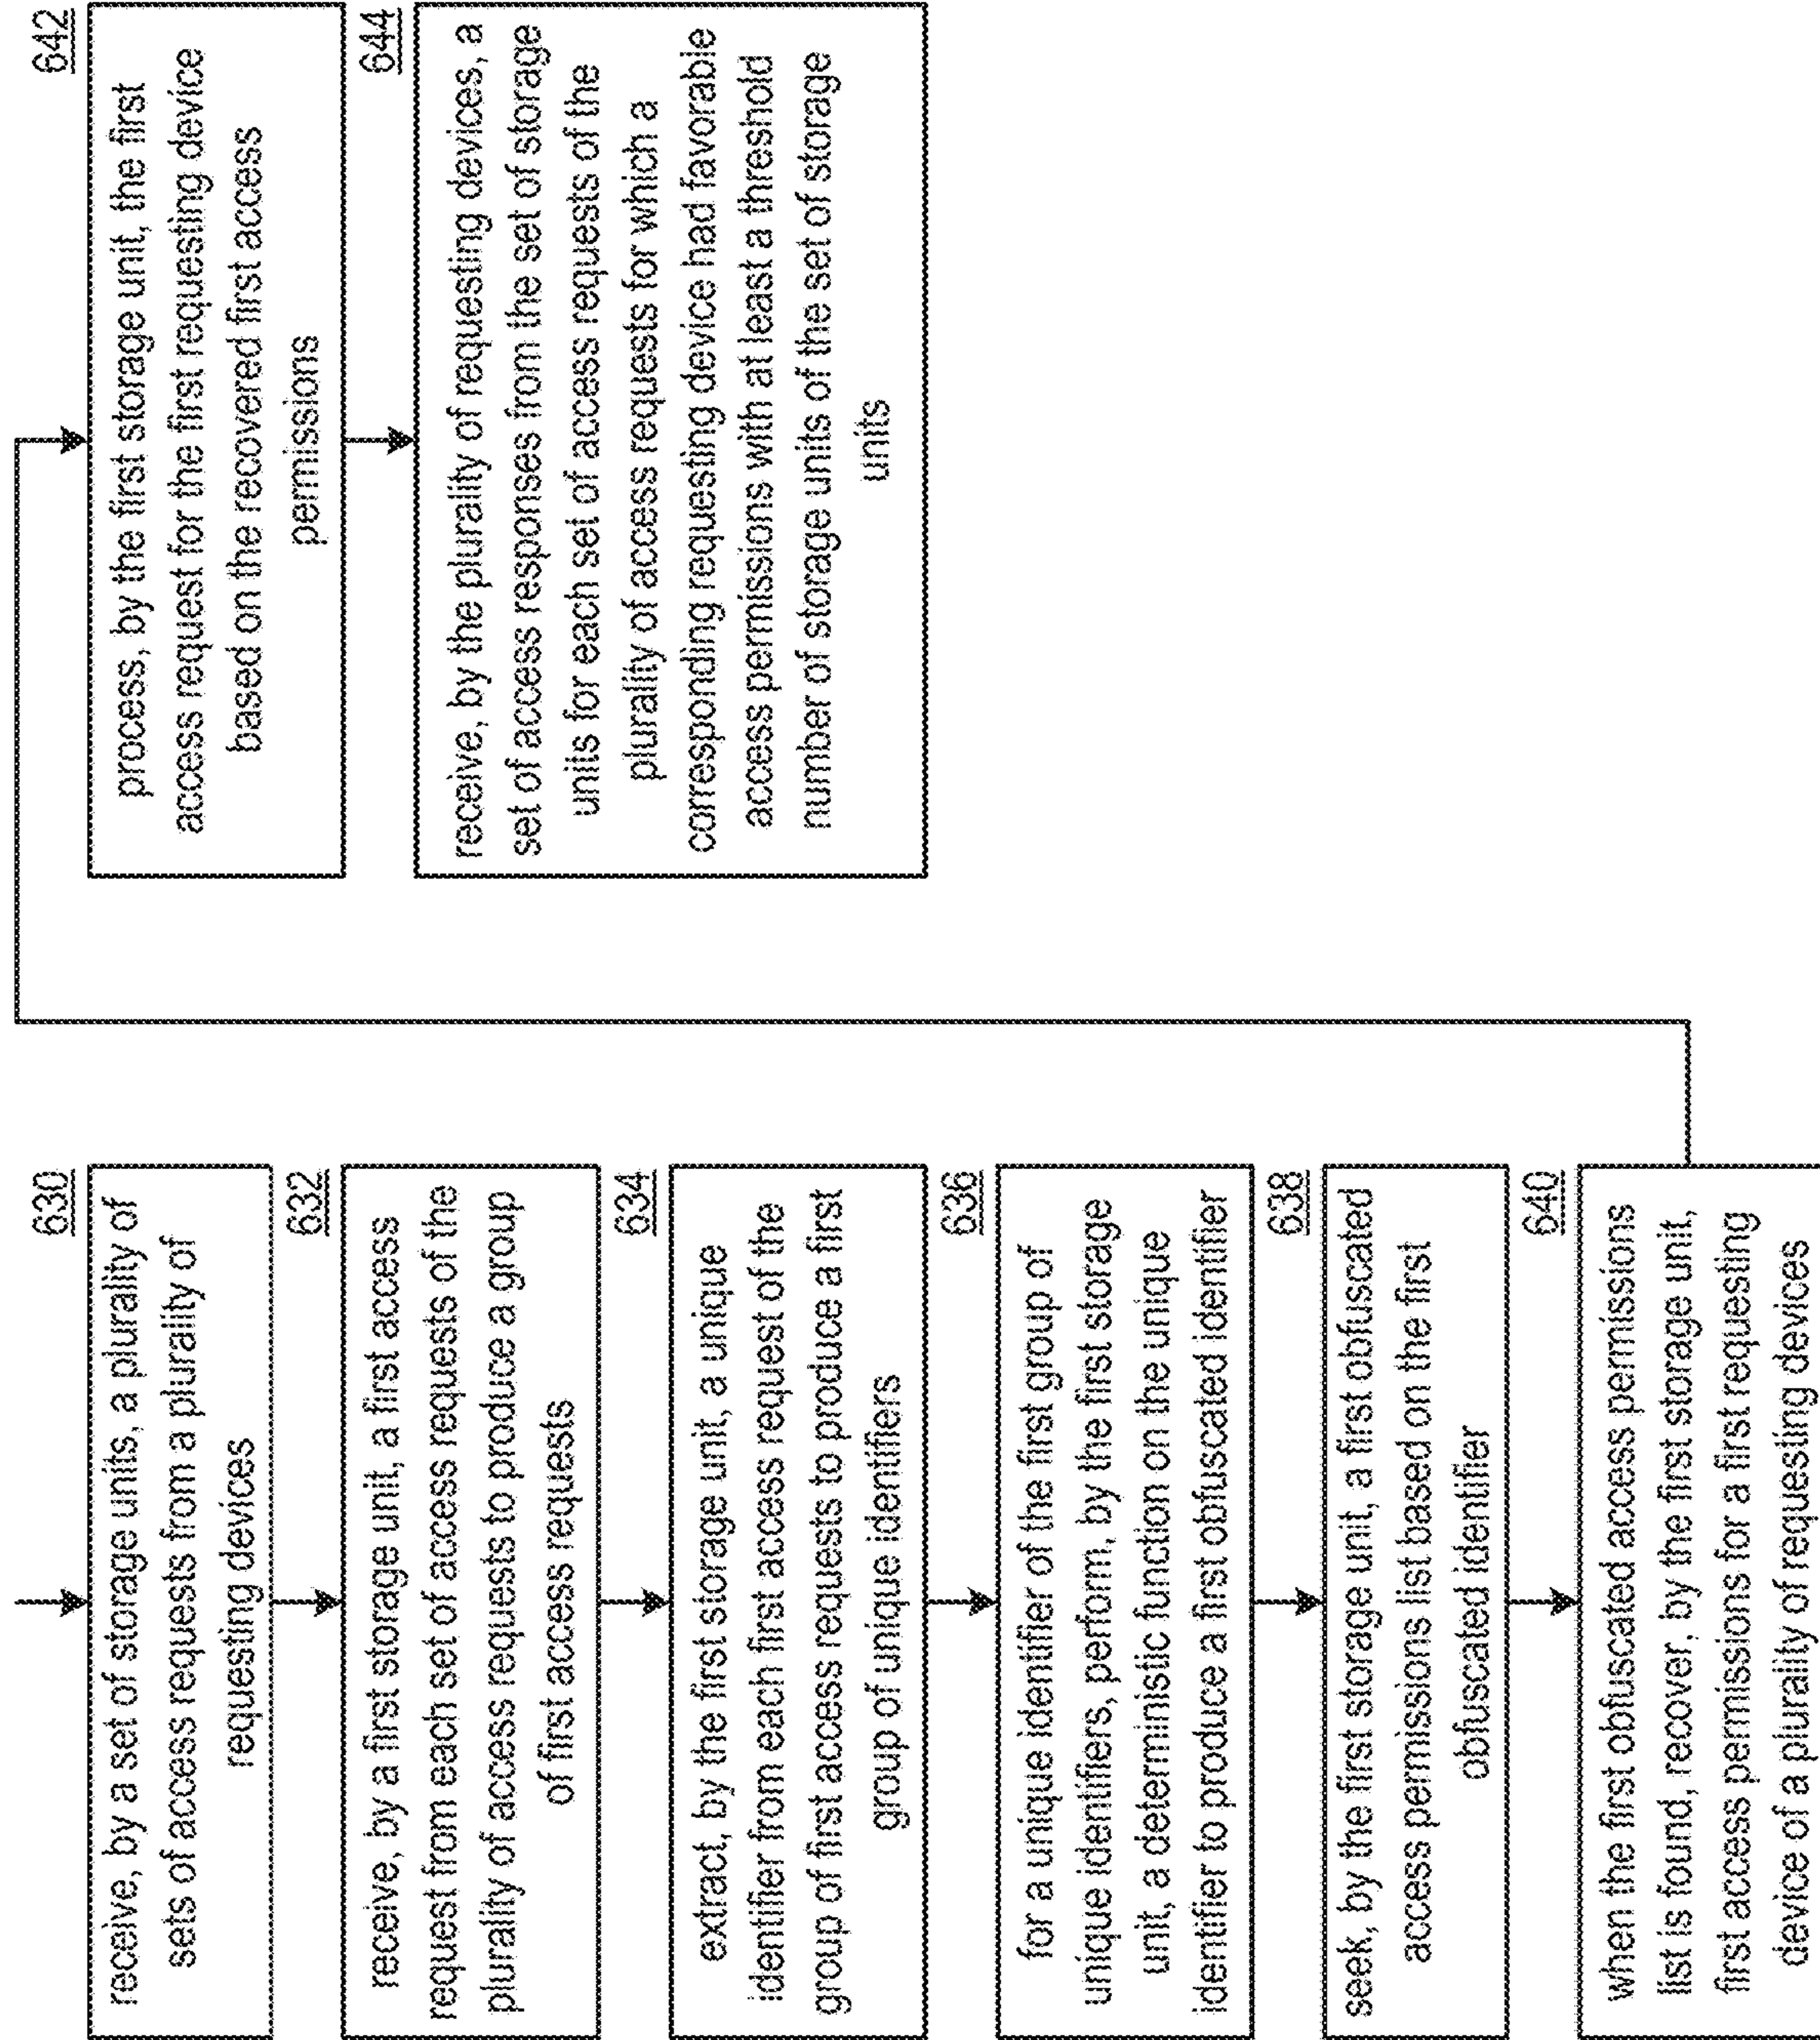 630
receive, by a set of storage units, a plurality of
sets of access requests from a plurality of
requesting devices
632
receive, by a first storage unit, a first access
request from each set of access requests of the
plurality of access requests to produce a group
of first access requests
634
extract, by the first storage unit, a unique
identifier from each first access request of the
group of first access requests to produce a first
group of unique identifiers
636
for a unique identifier of the first group of
unique identifiers, perform, by the first storage
unit, a deterministic function on the unique
identifier to produce a first obfuscated identifier
638
seek, by the first storage unit, a first obfuscated
access permissions list based on the first
obfuscated identifier
640
when the first obfuscated access permissions
list is found, recover, by the first storage unit,
first access permissions for a first requesting
device of a plurality of requesting devices
642
process, by the first storage unit, the first
access request for the first requesting device
based on the recovered first access
permissions
644
receive, by the plurality of requesting devices, a
set of access responses from the set of storage
units for each set of access requests of the
plurality of access requests for which a
corresponding requesting device had favorable
access permissions with at least a threshold
number of storage units of the set of storage
units